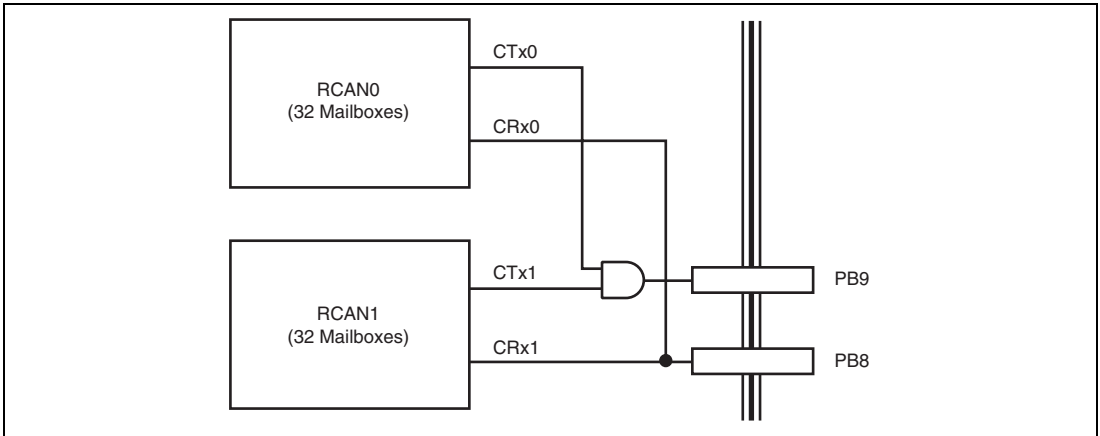 RCAN0
(32 Mailboxes)
CTx0
CRx0
RCAN1
(32 Mailboxes)
CTx1
CRx1
PB9
PB8